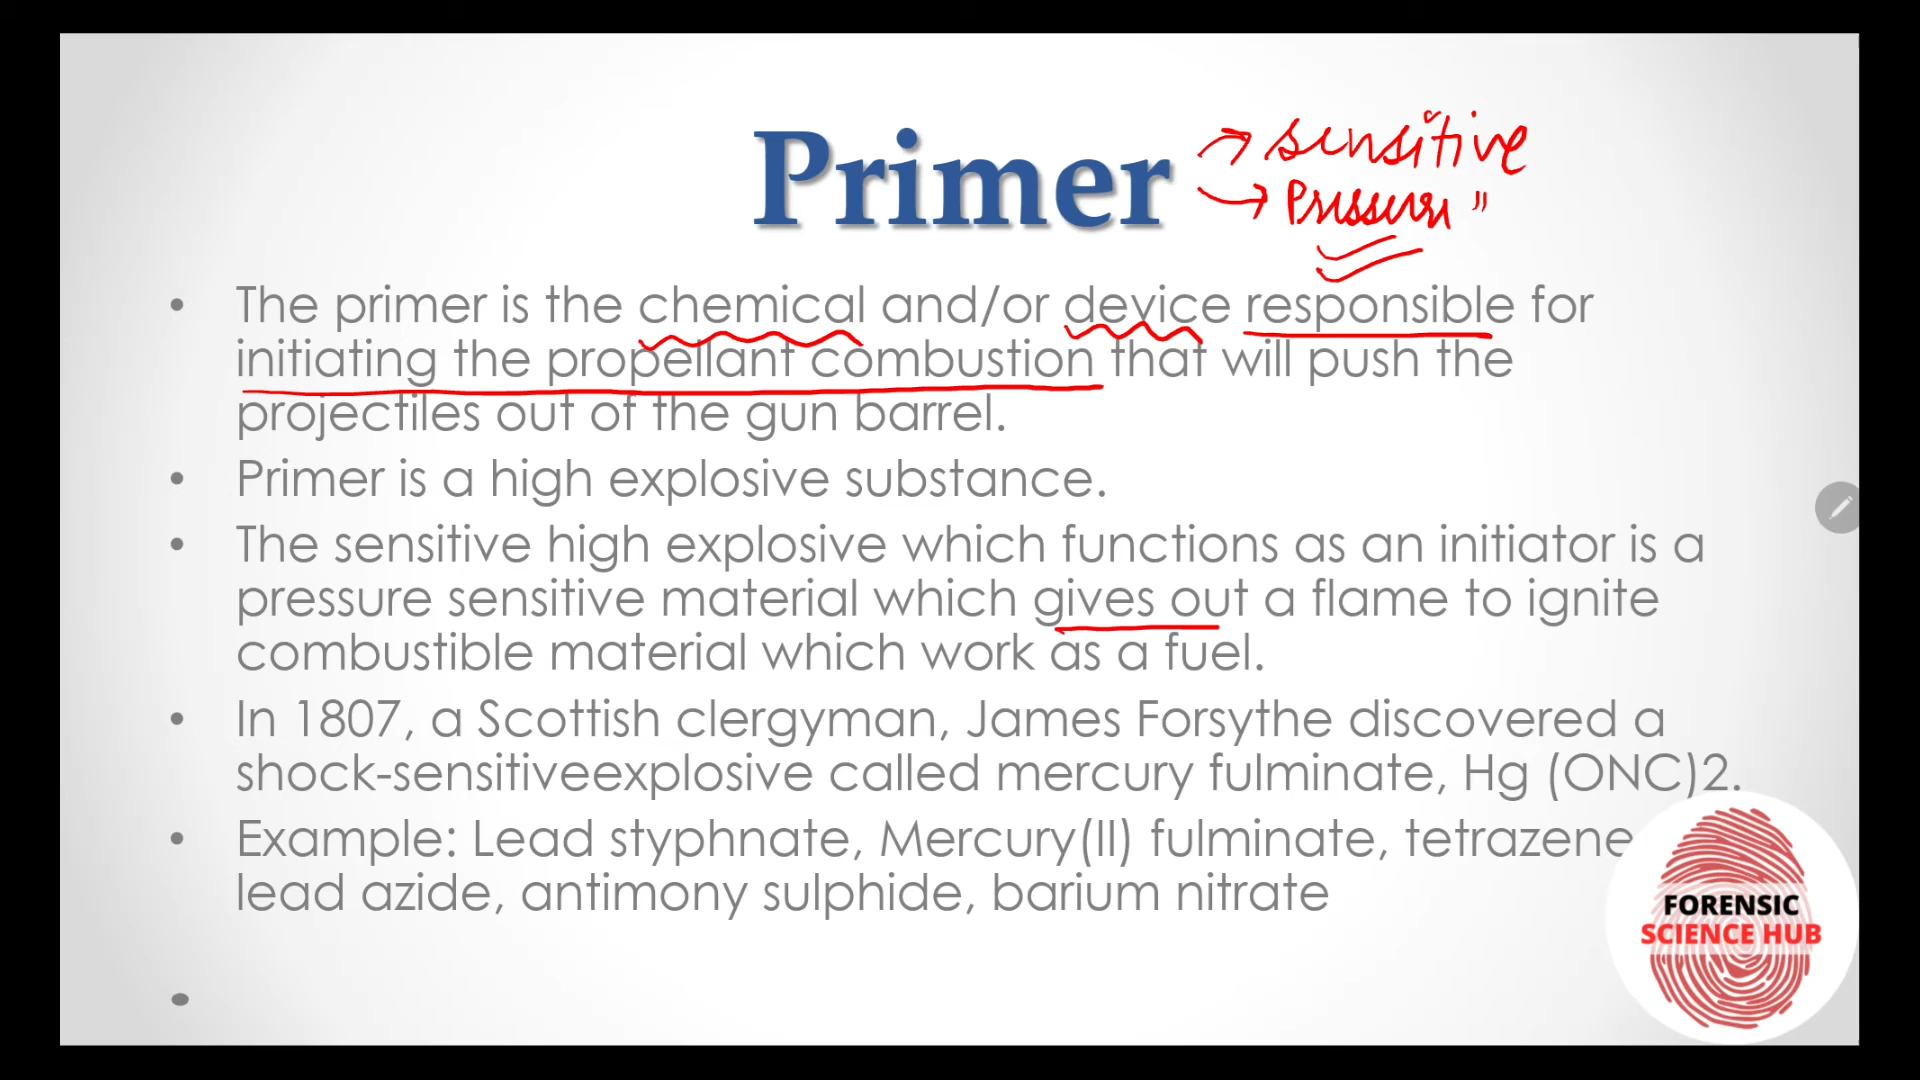 Primer
→ sensitive
→ Pressure "
• The primer is the chemical and/or device responsible for
initiating the propellant combustion that will push the
projectiles out of the gun barrel.
• Primer is a high explosive substance.
• The sensitive high explosive which functions as an initiator is a
pressure sensitive material which gives out a flame to ignite
combustible material which work as a fuel.
• In 1807, a Scottish clergyman, James Forsythe discovered a
shock-sensitiveexplosive called mercury fulminate, Hg (ONC)2.
• Example: Lead styphnate, Mercury(II) fulminate, tetrazene
lead azide, antimony sulphide, barium nitrate
•
FORENSIC
SCIENCE HUB